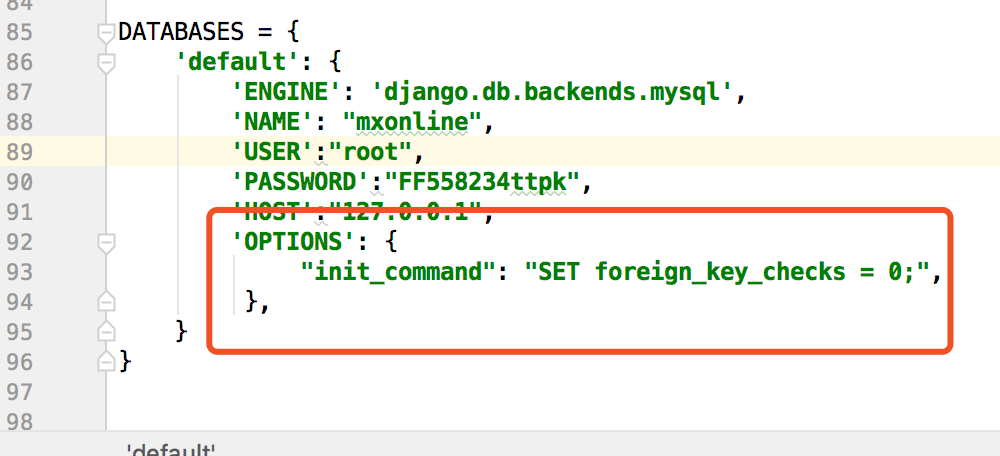 84
85 DATABASES = {
86     'default': {
87         'ENGINE': 'django.db.backends.mysql',
88         'NAME': "mxonline",
89         'USER':"root",
90         'PASSWORD':"FF558234ttpk",
91         'HOST':"127.0.0.1",
92         'OPTIONS': {
93              "init_command": "SET foreign_key_checks = 0;",
94          },
95     }
96 }
97
98
'default'